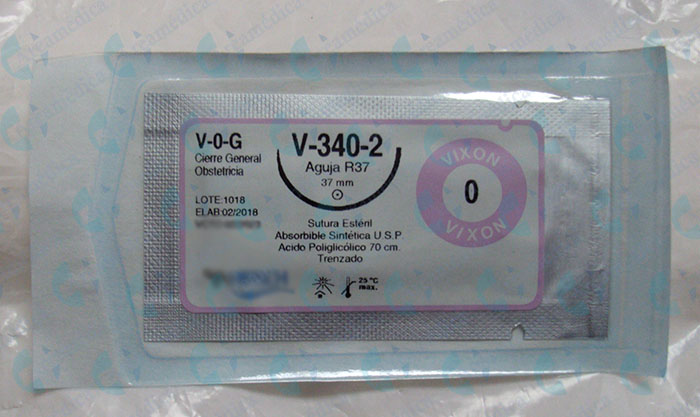 V-0-G
Cierre General
Obstetricia
LOTE:1018
ELAB:02/2018
V-340-2
Aguja R37
37 mm
Sutura Estéril
Absorbible Sintética U.S.P.
Acido Poliglicólico 70 cm.
Trenzado
25 °C
max.
VIXON
0
VIXON